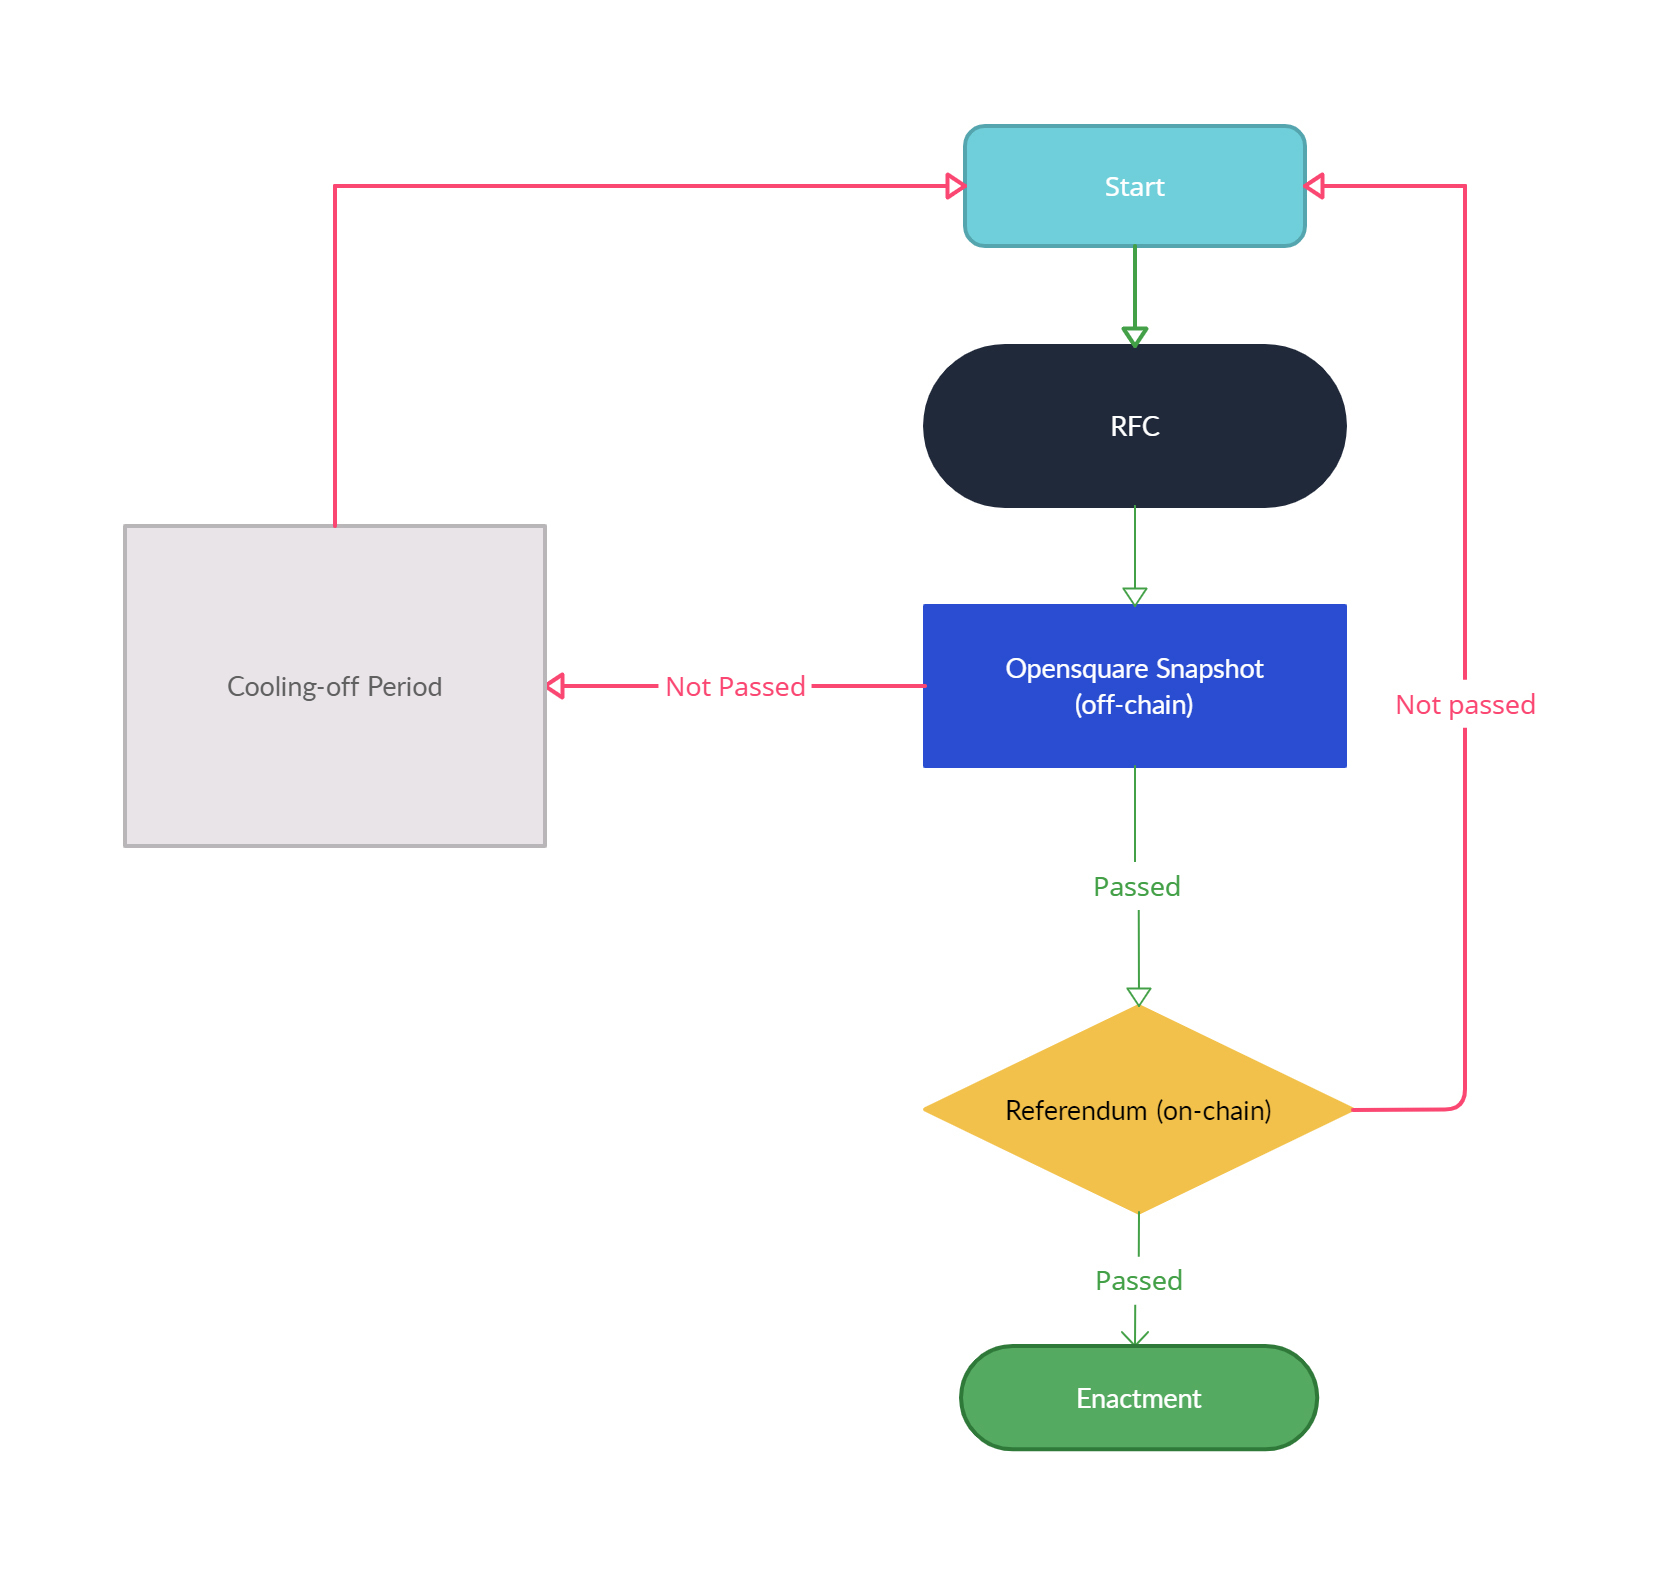 Start
RFC
Opensquare Snapshot
(off-chain)
Cooling-off Period
Not Passed
Not passed
Passed
Referendum (on-chain)
Passed
Enactment